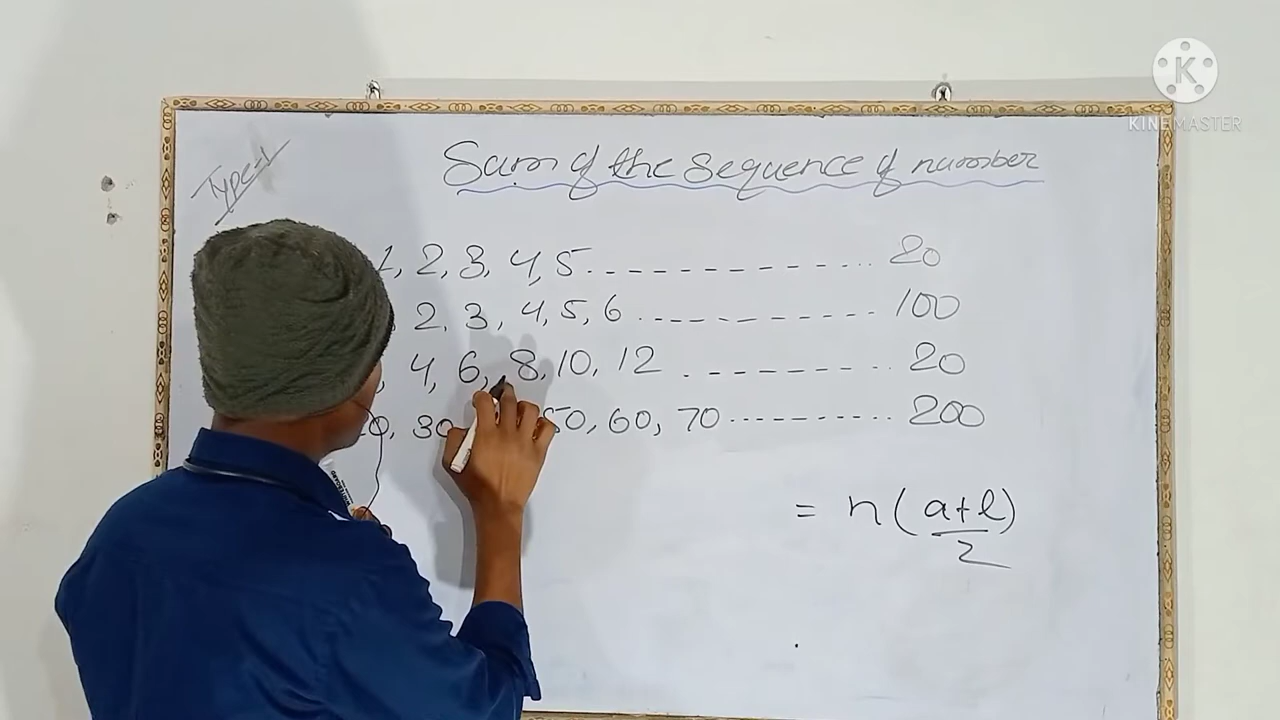 KINEMASTER
Type-1
Sum of the sequence of number
1, 2, 3, 4, 5 ............... 20
2, 3, 4, 5, 6 ............... 100
4, 6, 8, 10, 12 ............... 20
30 50, 60, 70 ............... 200
= n(a+l)/2